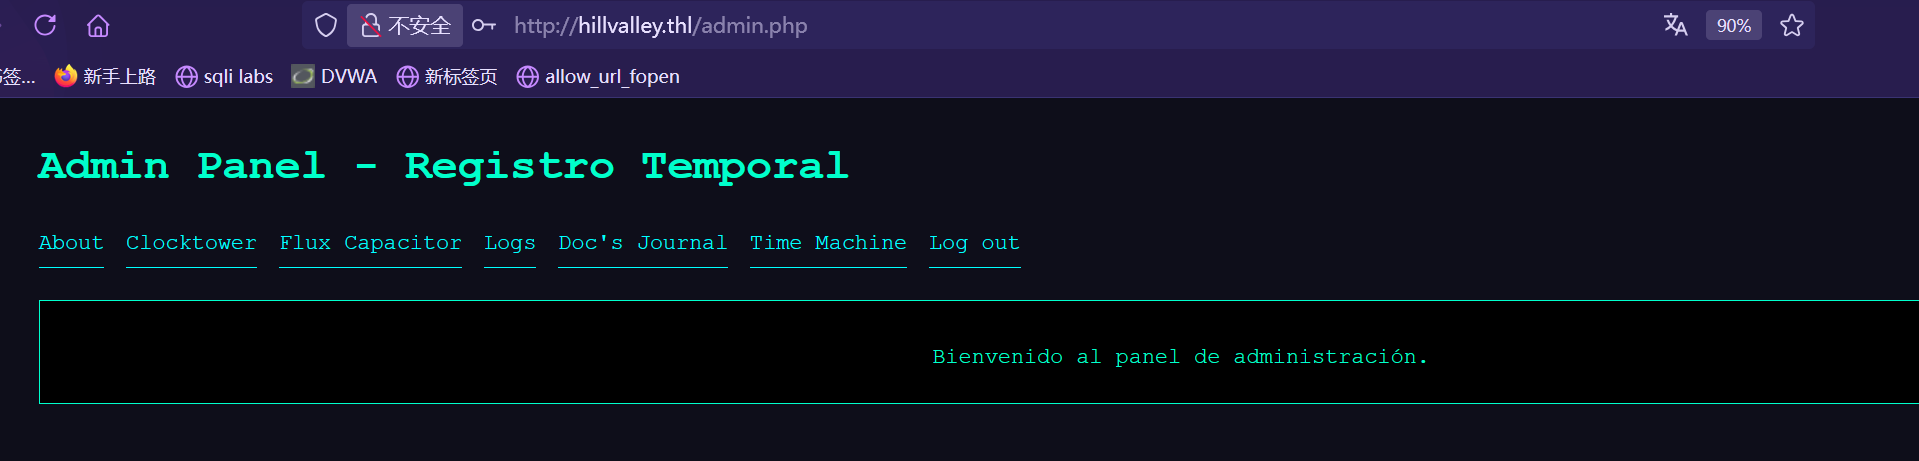 不安全 http://hillvalley.thl/admin.php 90%
签... 新手上路 sqli labs DVWA 新标签页 allow_url_fopen
Admin Panel - Registro Temporal
About Clocktower Flux Capacitor Logs Doc's Journal Time Machine Log out
Bienvenido al panel de administración.